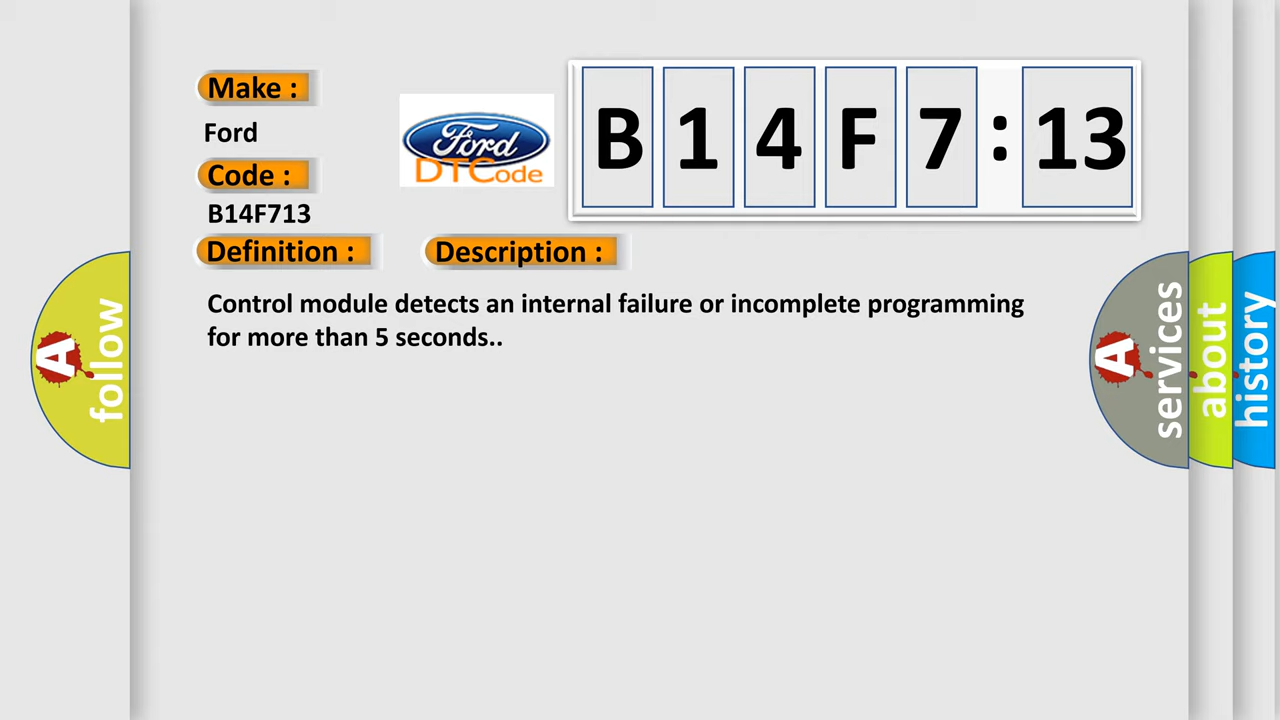 Make :
Ford
Code :
B14F713
Definition :
Description :
Control module detects an internal failure or incomplete programming
for more than 5 seconds..
Ford
DTCode
B 1 4 F 7 : 13
A follow
A services
about
history